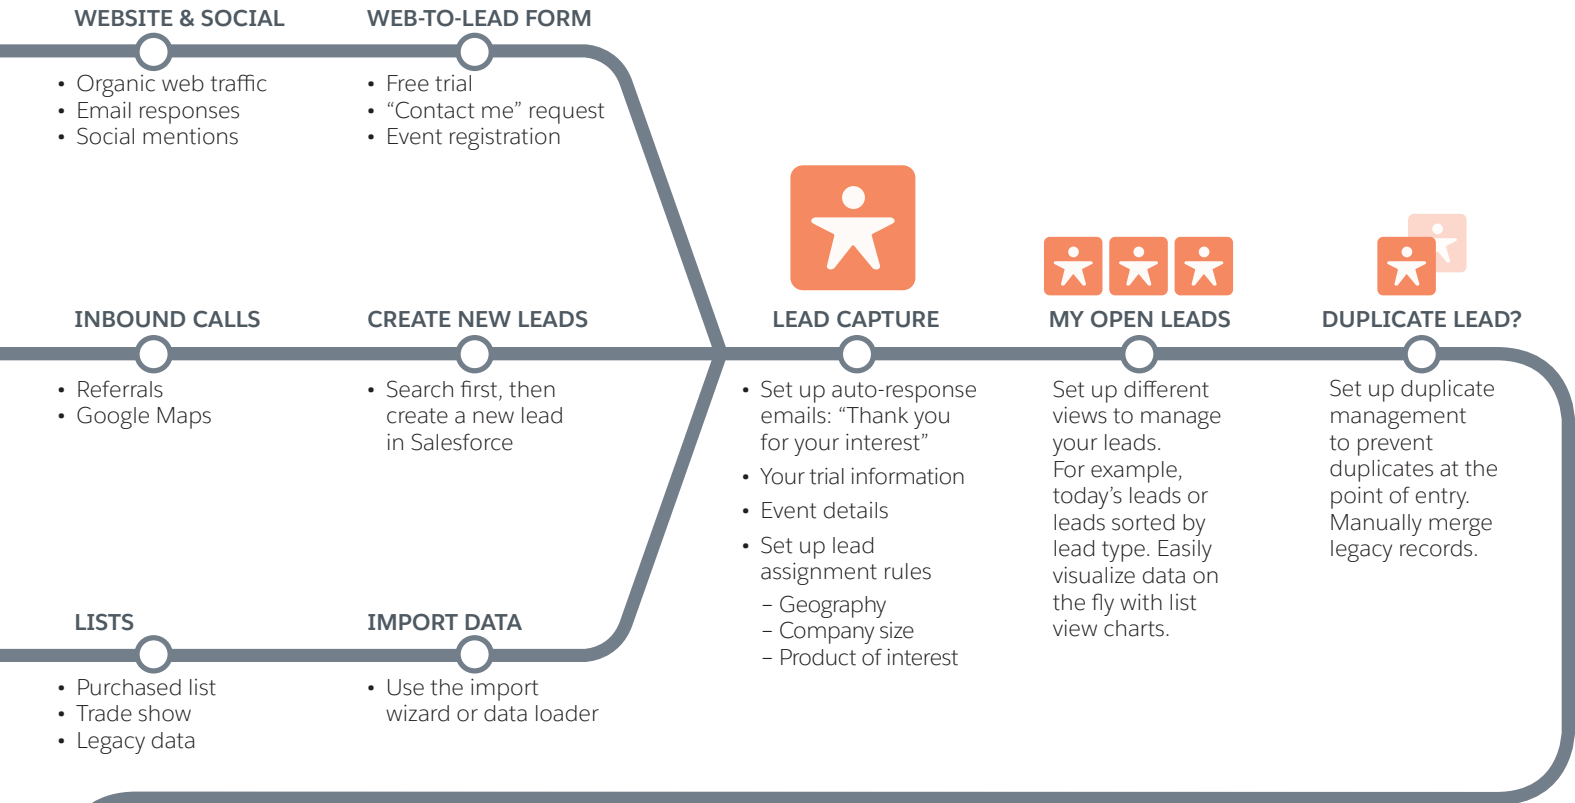 WEBSITE & SOCIAL
• Organic web traffic
• Email responses
• Social mentions
WEB-TO-LEAD FORM
• Free trial
• “Contact me” request
• Event registration
INBOUND CALLS
• Referrals
• Google Maps
CREATE NEW LEADS
• Search first, then
create a new lead
in Salesforce
LISTS
• Purchased list
• Trade show
• Legacy data
IMPORT DATA
• Use the import
wizard or data loader
LEAD CAPTURE
• Set up auto-response
emails: “Thank you
for your interest”
• Your trial information
• Event details
• Set up lead
assignment rules
– Geography
– Company size
– Product of interest
MY OPEN LEADS
Set up different
views to manage
your leads.
For example,
today’s leads or
leads sorted by
lead type. Easily
visualize data on
the fly with list
view charts.
DUPLICATE LEAD?
Set up duplicate
management
to prevent
duplicates at the
point of entry.
Manually merge
legacy records.